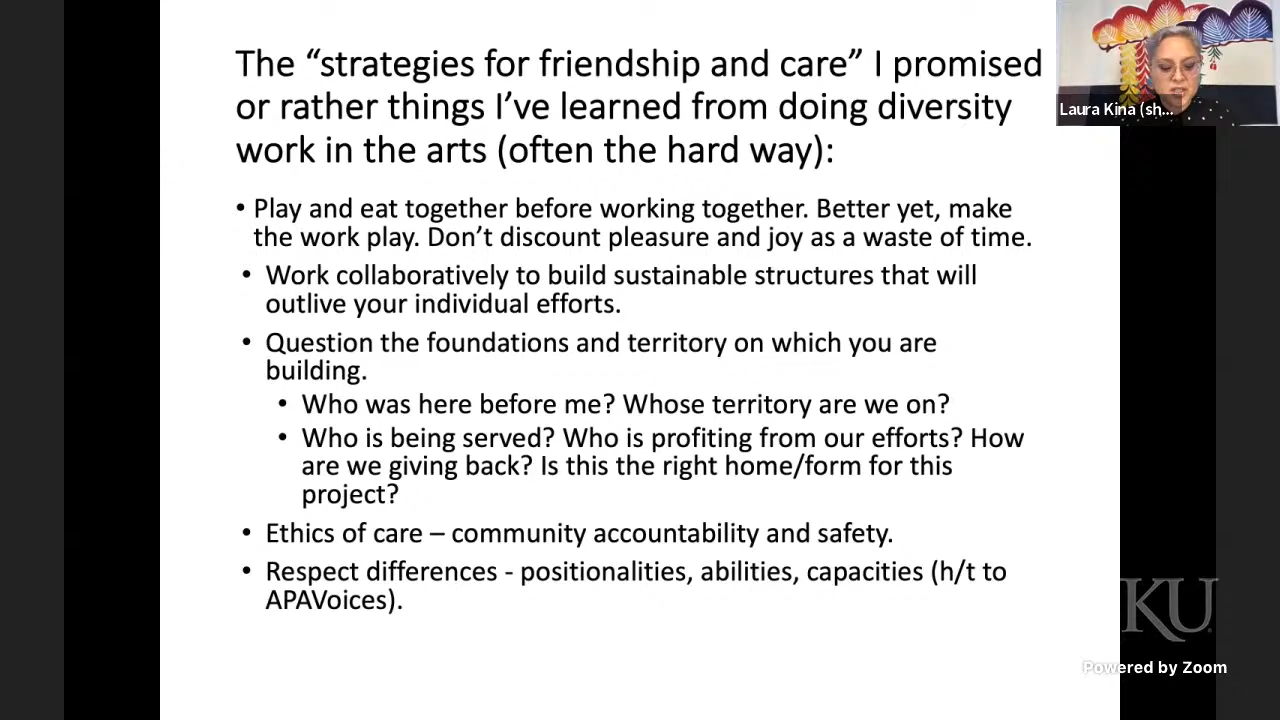 The “strategies for friendship and care” I promised
or rather things I’ve learned from doing diversity
work in the arts (often the hard way):
• Play and eat together before working together. Better yet, make
the work play. Don’t discount pleasure and joy as a waste of time.
• Work collaboratively to build sustainable structures that will
outlive your individual efforts.
• Question the foundations and territory on which you are
building.
• Who was here before me? Whose territory are we on?
• Who is being served? Who is profiting from our efforts? How
are we giving back? Is this the right home/form for this
project?
• Ethics of care – community accountability and safety.
• Respect differences - positionalities, abilities, capacities (h/t to
APAVoices).
Laura Kina (sh...
KU
Powered by Zoom